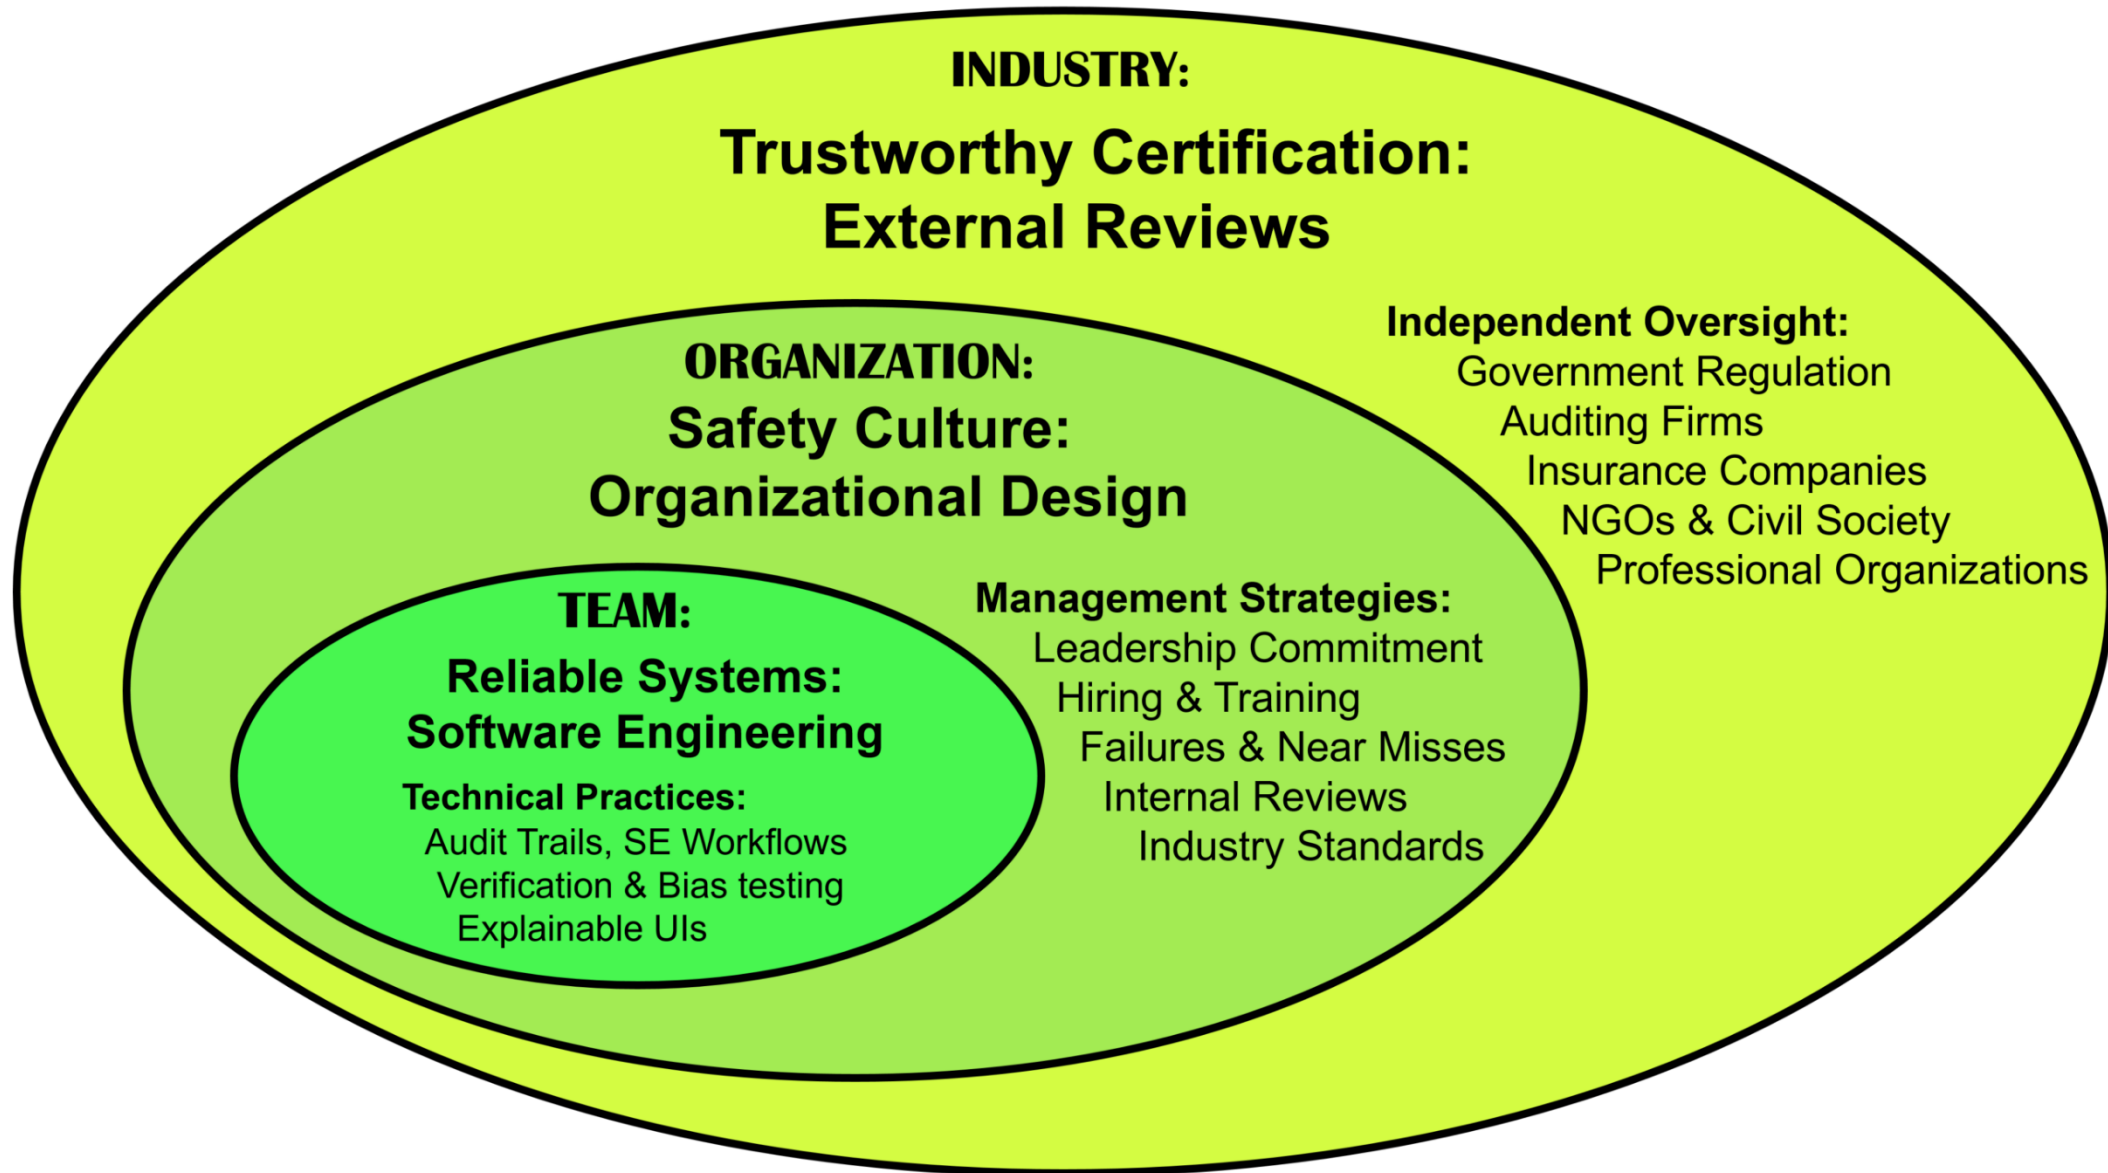 INDUSTRY:
Trustworthy Certification:
External Reviews
Independent Oversight:
Government Regulation
Auditing Firms
Insurance Companies
NGOs & Civil Society
Professional Organizations
ORGANIZATION:
Safety Culture:
Organizational Design
Management Strategies:
Leadership Commitment
Hiring & Training
Failures & Near Misses
Internal Reviews
Industry Standards
TEAM:
Reliable Systems:
Software Engineering
Technical Practices:
Audit Trails, SE Workflows
Verification & Bias testing
Explainable UIs